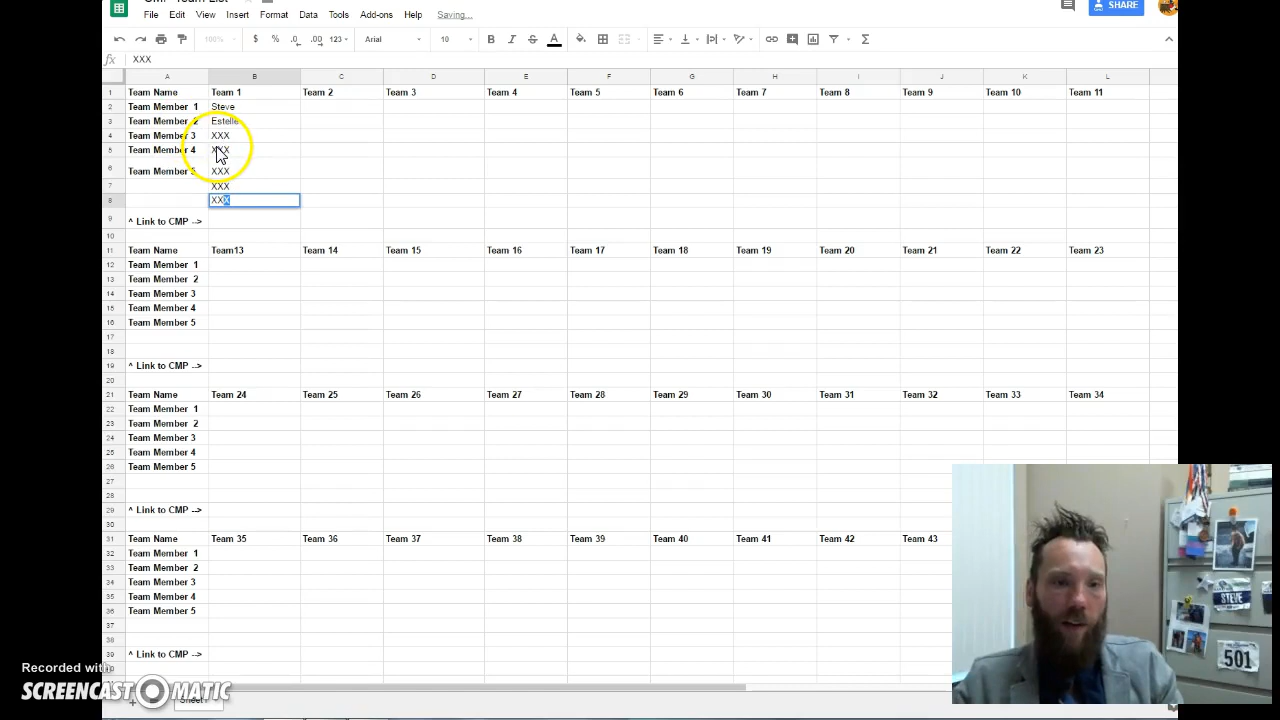 File Edit View Insert Format Data Tools Add-ons Help Saving...
SHARE
100% $ % .0 .00 123 Arial 10 B I S A Σ
fx XXX
A B C D E F G H I J K L
1 Team Name Team 1 Team 2 Team 3 Team 4 Team 5 Team 6 Team 7 Team 8 Team 9 Team 10 Team 11
2 Team Member 1 Steve
3 Team Member 2 Estelle
4 Team Member 3 XXX
5 Team Member 4 XXX
6 Team Member 5 XXX
7 XXX
8 XXX
9 ^ Link to CMP -->
10
11 Team Name Team13 Team 14 Team 15 Team 16 Team 17 Team 18 Team 19 Team 20 Team 21 Team 22 Team 23
12 Team Member 1
13 Team Member 2
14 Team Member 3
15 Team Member 4
16 Team Member 5
17
18
19 ^ Link to CMP -->
20
21 Team Name Team 24 Team 25 Team 26 Team 27 Team 28 Team 29 Team 30 Team 31 Team 32 Team 33 Team 34
22 Team Member 1
23 Team Member 2
24 Team Member 3
25 Team Member 4
26 Team Member 5
27
28
29 ^ Link to CMP -->
30
31 Team Name Team 35 Team 36 Team 37 Team 38 Team 39 Team 40 Team 41 Team 42 Team 43
32 Team Member 1
33 Team Member 2
34 Team Member 3
35 Team Member 4
36 Team Member 5
37
38
39 ^ Link to CMP -->
STEVE
501
Recorded with
SCREENCAST MATIC